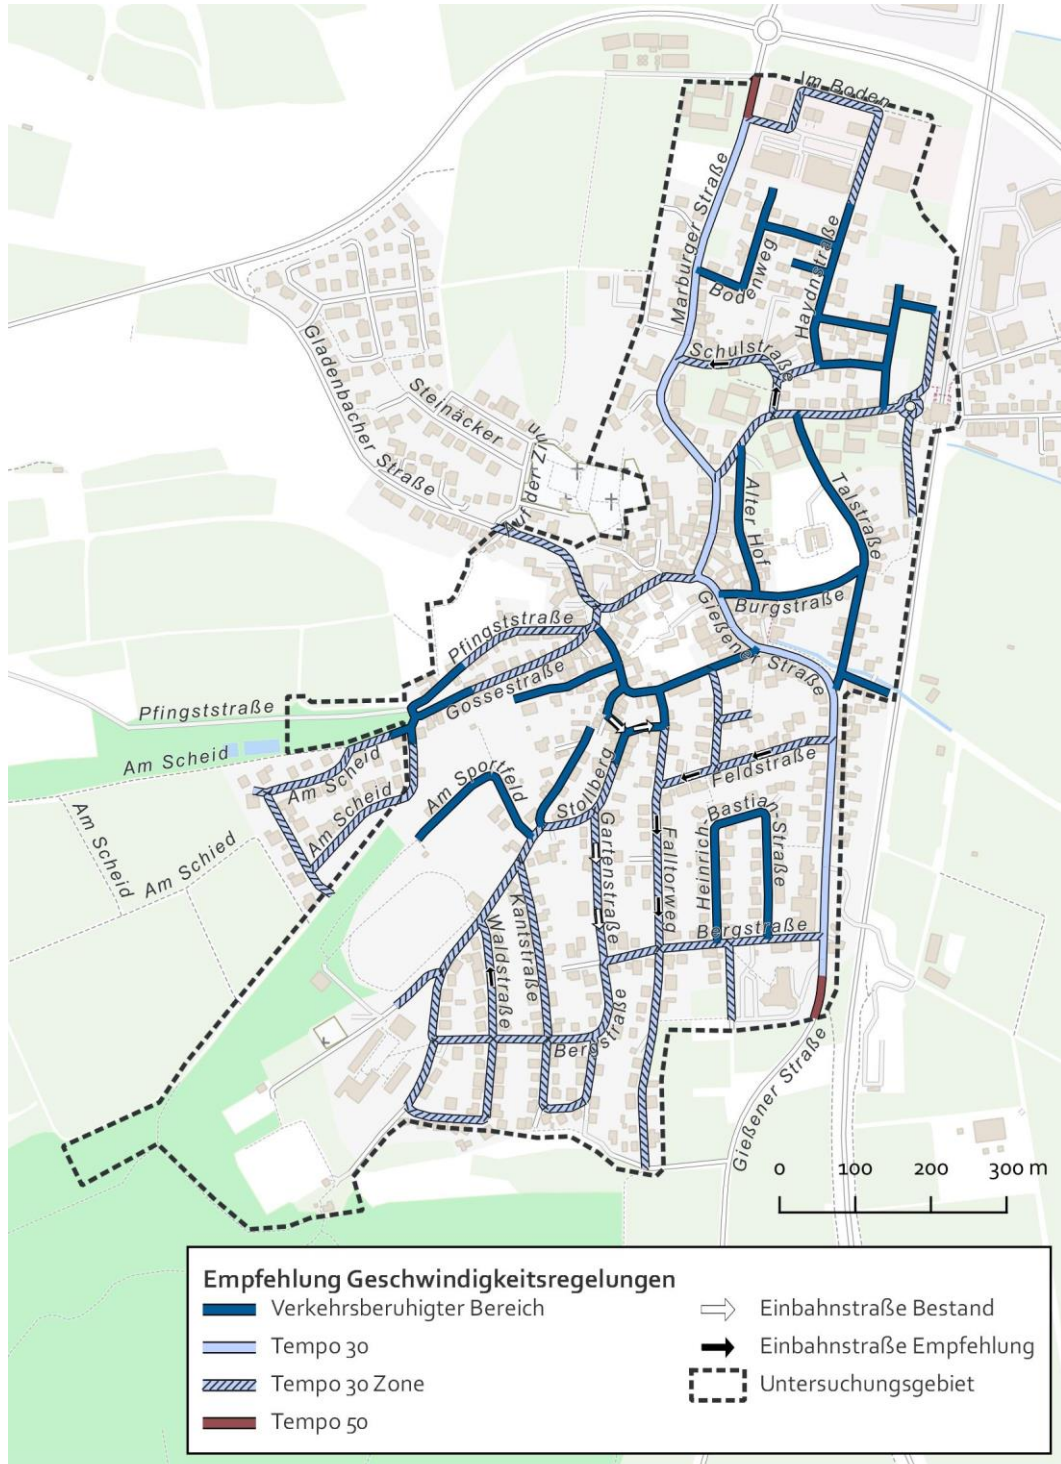 Im Boden
Marburger Straße
Bodenweg
Haydnstraße
Schulstraße
Gladenbacher Straße
Steinäcker
Auf der Zi
un
Alter Hof
Talstraße
Burgstraße
Gießener Straße
Pfingststraße
Gossestraße
Pfingststraße
Am Scheid
Am Scheid
Am Scheid
Am Scheid
Am Schied
Am Sportfeld
Stollberg
Feldstraße
Gartenstraße
Falltorweg
Heinrich-
Bastian-
Straße
Kantstraße
Waldstraße
Bergstraße
Bergstraße
Gießener Straße
0 100 200 300 m
Empfehlung Geschwindigkeitsregelungen
Verkehrsberuhigter Bereich
Tempo 30
Tempo 30 Zone
Tempo 50
Einbahnstraße Bestand
Einbahnstraße Empfehlung
Untersuchungsgebiet